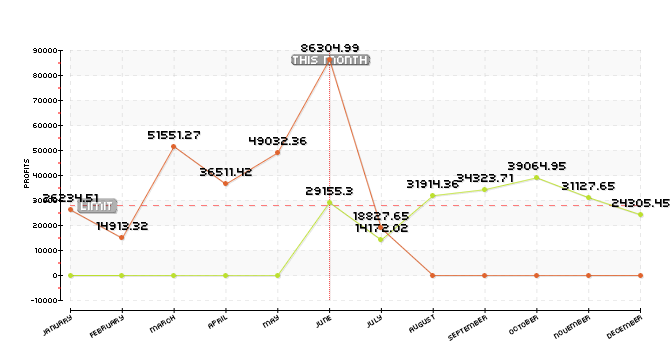 86304.99
90000
THIS MONTH
80000
70000
60000
51551.27
50000
49032.36
40000
36511.42
39064.95
34323.71
31914.36
31127.65
30000
26234.51
LIMIT
29155.3
24305.45
20000
18827.65
14913.32
14172.02
10000
0
-10000
PROFITS
JANUARY
FEBRUARY
MARCH
APRIL
MAY
JUNE
JULY
AUGUST
SEPTEMBER
OCTOBER
NOVEMBER
DECEMBER